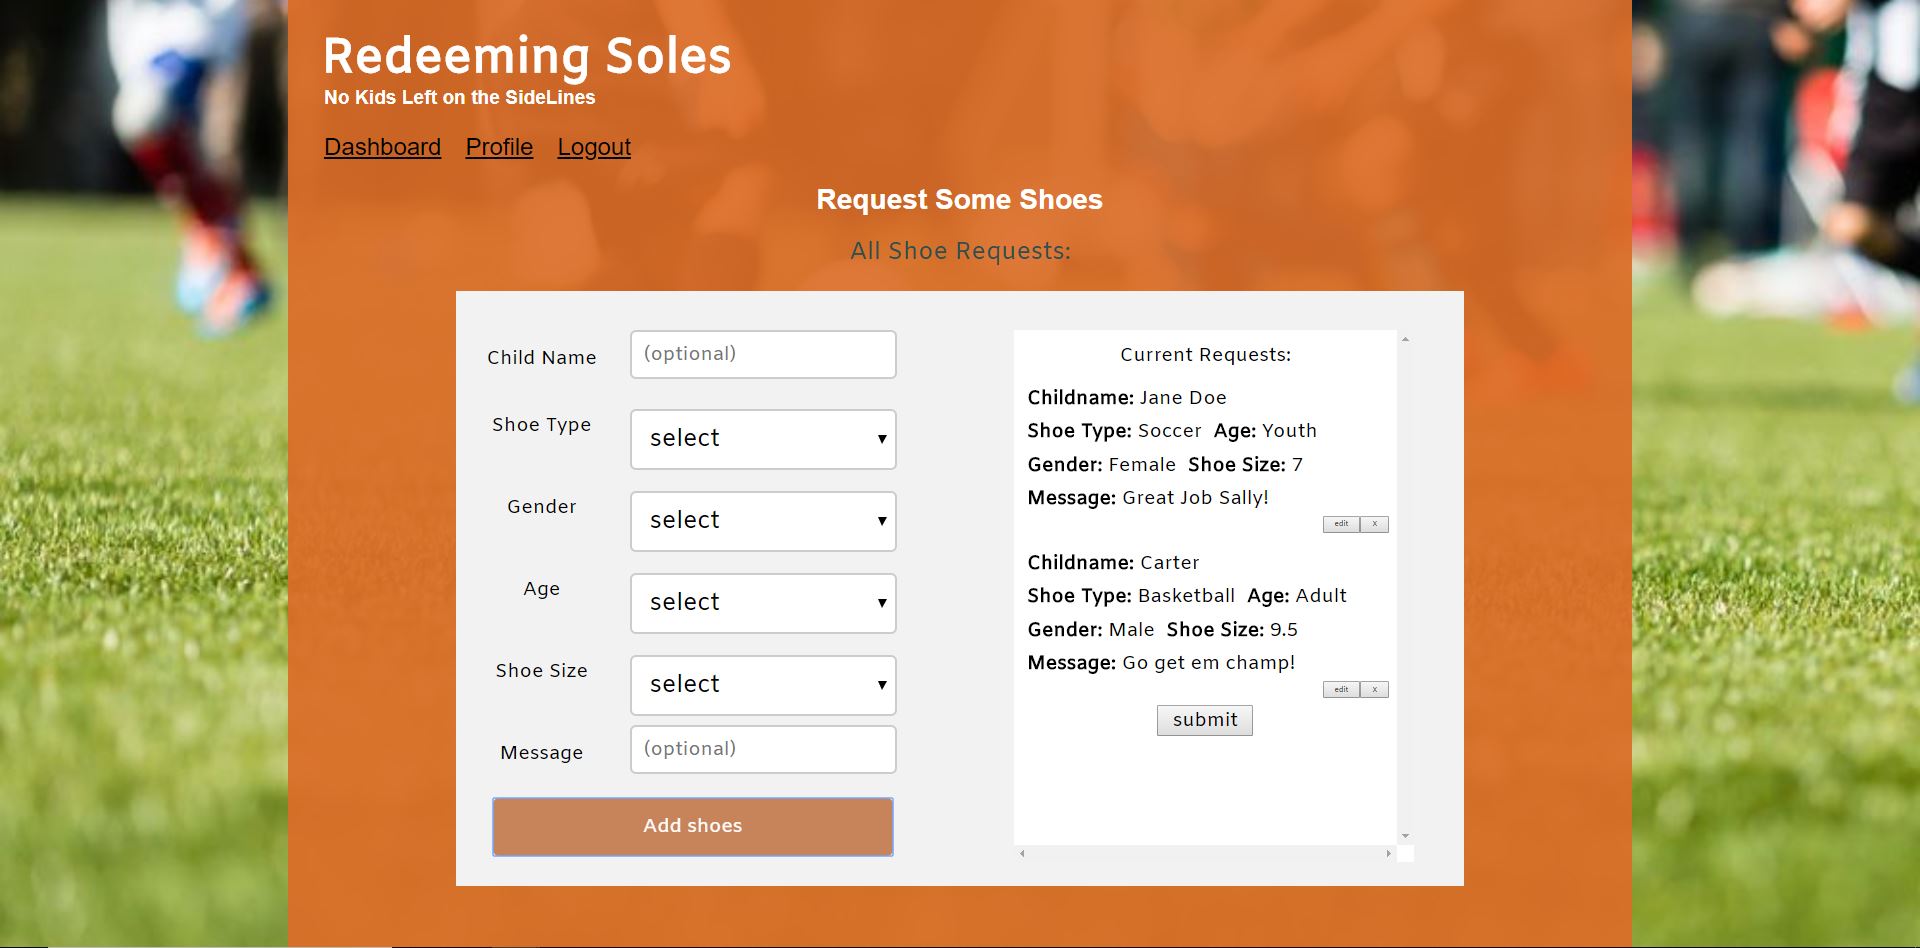 Redeeming Soles
No Kids Left on the SideLines
Dashboard Profile Logout
Request Some Shoes
All Shoe Requests:
Child Name (optional)
Shoe Type select
Gender select
Age select
Shoe Size select
Message (optional)
Add shoes
Current Requests:
Childname: Jane Doe
Shoe Type: Soccer Age: Youth
Gender: Female Shoe Size: 7
Message: Great Job Sally!
edit x
Childname: Carter
Shoe Type: Basketball Age: Adult
Gender: Male Shoe Size: 9.5
Message: Go get em champ!
edit x
submit